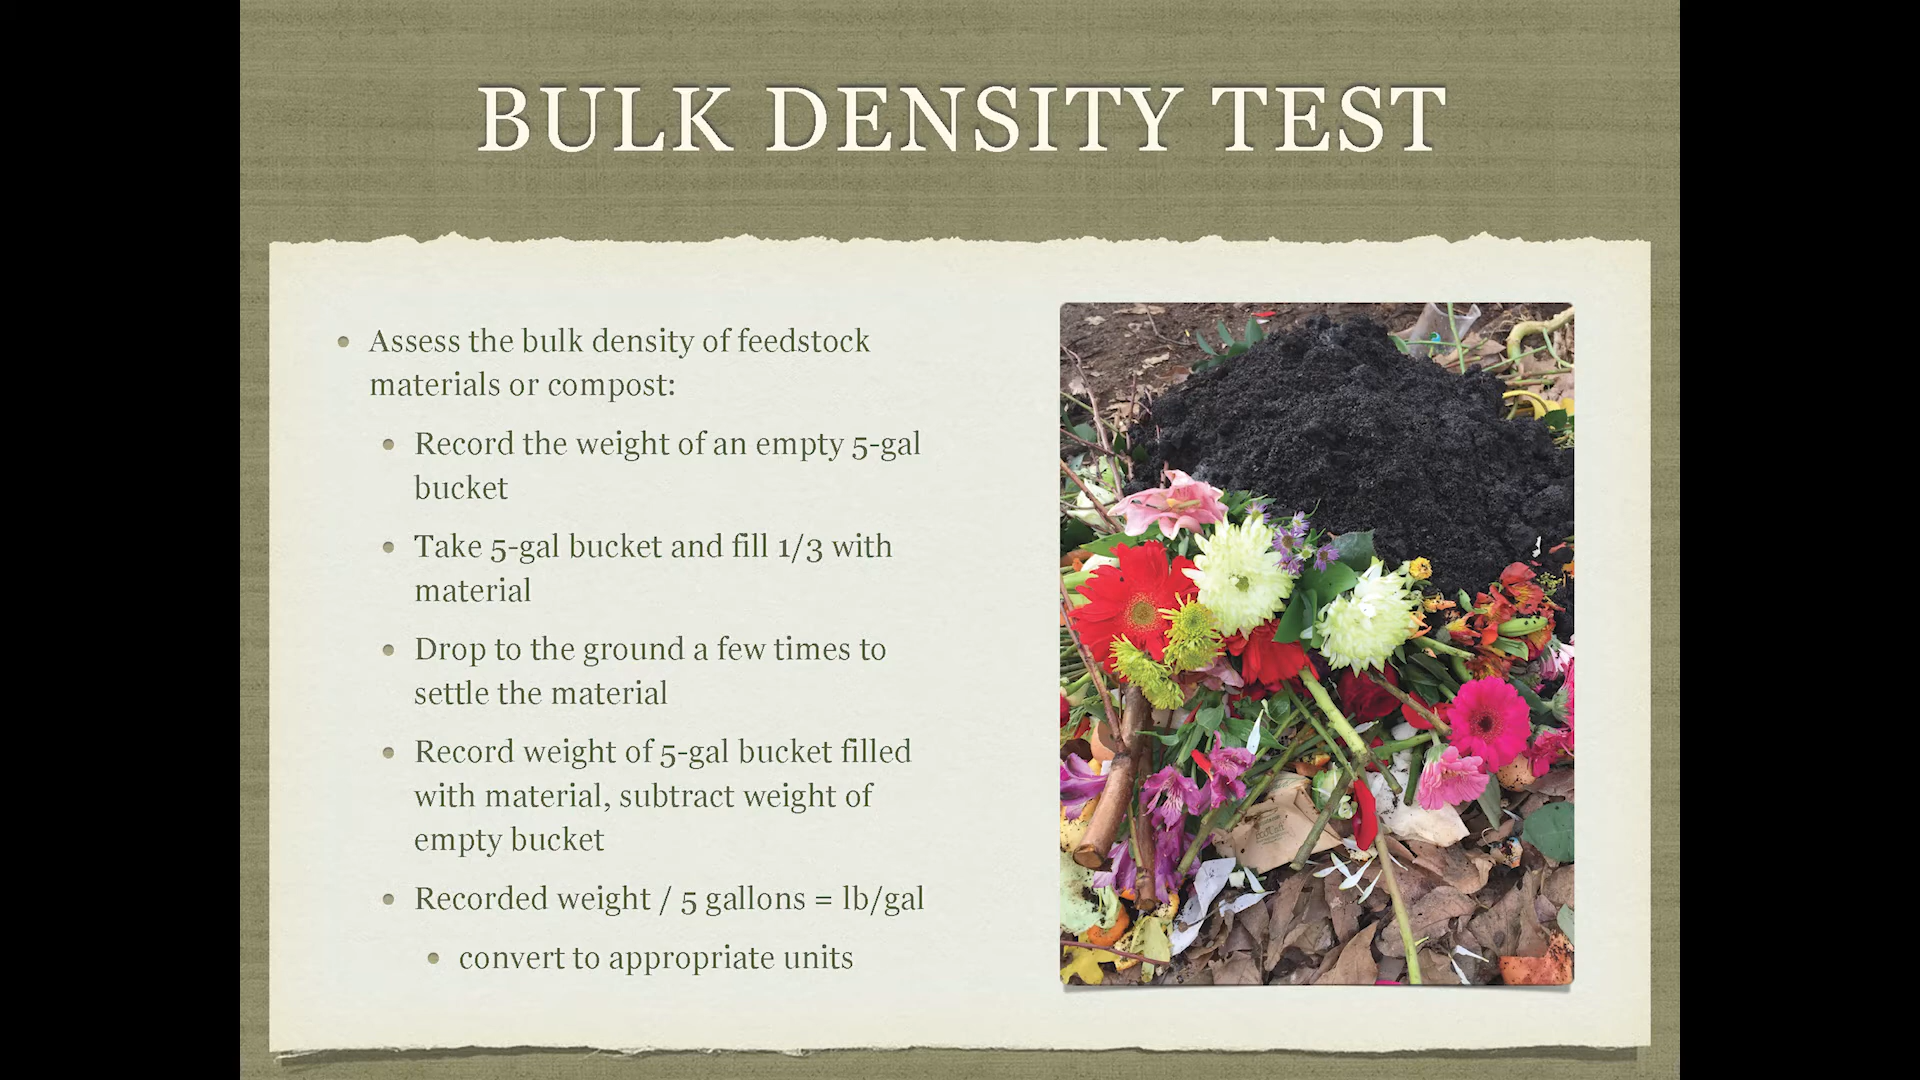 BULK DENSITY TEST
Assess the bulk density of feedstock
materials or compost:
Record the weight of an empty 5-gal
bucket
Take 5-gal bucket and fill 1/3 with
material
Drop to the ground a few times to
settle the material
Record weight of 5-gal bucket filled
with material, subtract weight of
empty bucket
Recorded weight / 5 gallons = lb/gal
convert to appropriate units